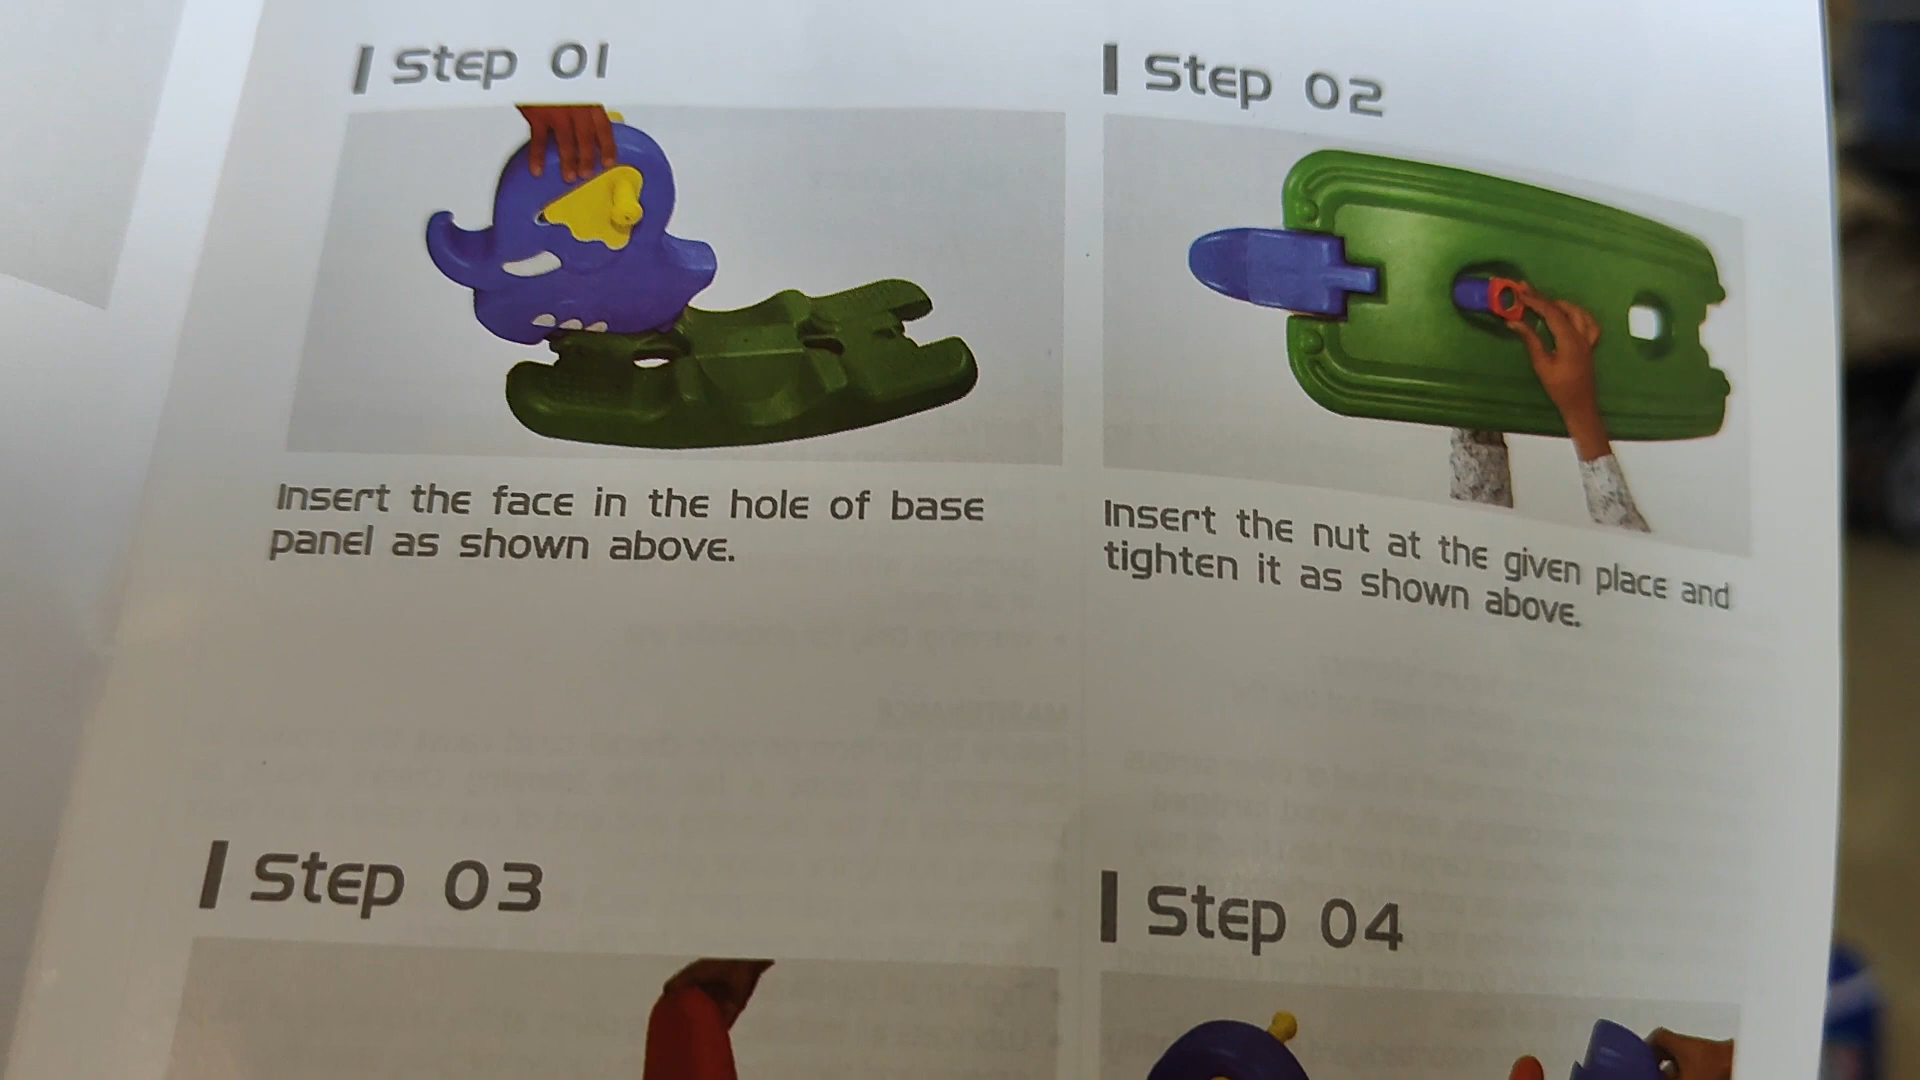 Step 01
Insert the face in the hole of base
panel as shown above.
Step 02
Insert the nut at the given place and
tighten it as shown above.
Step 03
Step 04